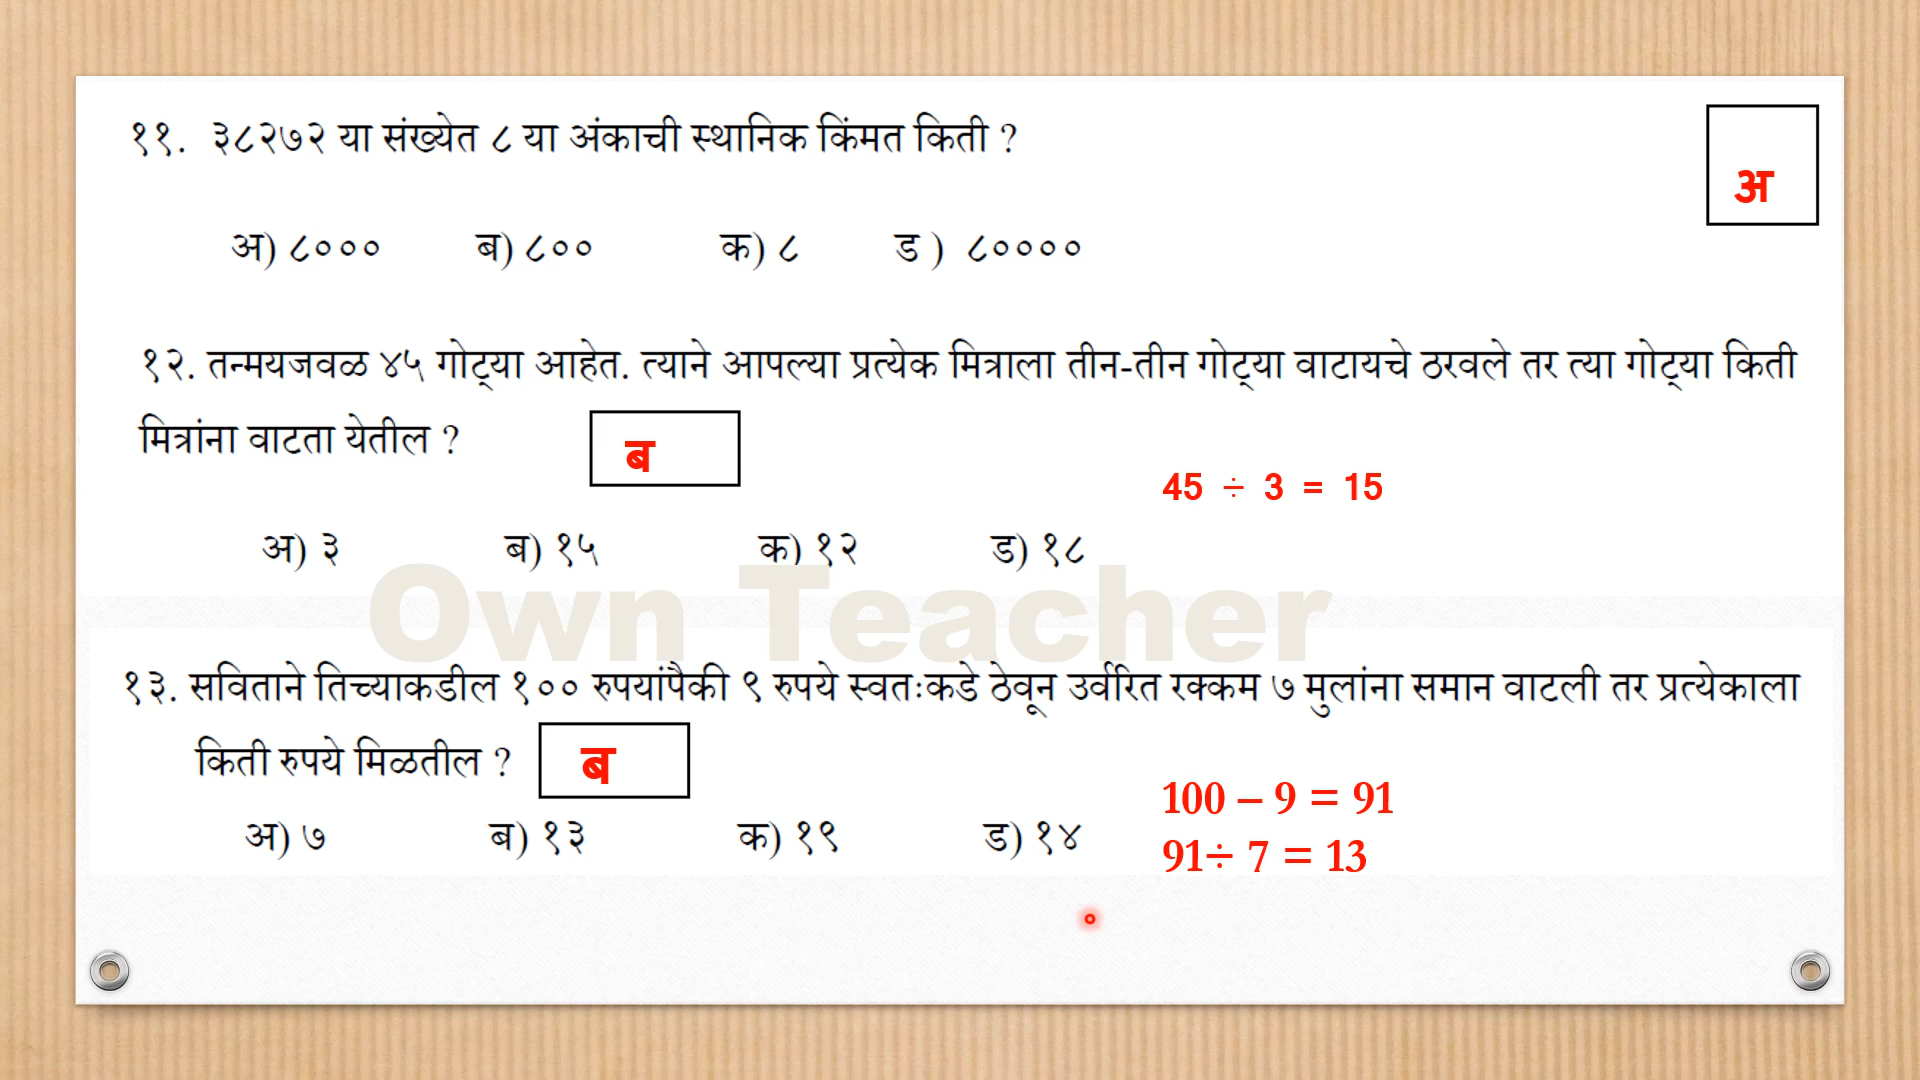 ११. ३८२७२ या संख्येत ८ या अंकाची स्थानिक किंमत किती ?
अ
अ) ८००० ब) ८०० क) ८ ड ) ८००००
१२. तन्मयजवळ ४५ गोट्या आहेत. त्याने आपल्या प्रत्येक मित्राला तीन-तीन गोट्या वाटायचे ठरवले तर त्या गोट्या किती
मित्रांना वाटता येतील ?
ब
45 ÷ 3 = 15
अ) ३ ब) १५ क) १२ ड) १८
Own Teacher
१३. सविताने तिच्याकडील १०० रुपयांपैकी ९ रुपये स्वतःकडे ठेवून उर्वरित रक्कम ७ मुलांना समान वाटली तर प्रत्येकाला
किती रुपये मिळतील ?
ब
100 – 9 = 91
अ) ७ ब) १३ क) १९ ड) १४
91÷ 7 = 13